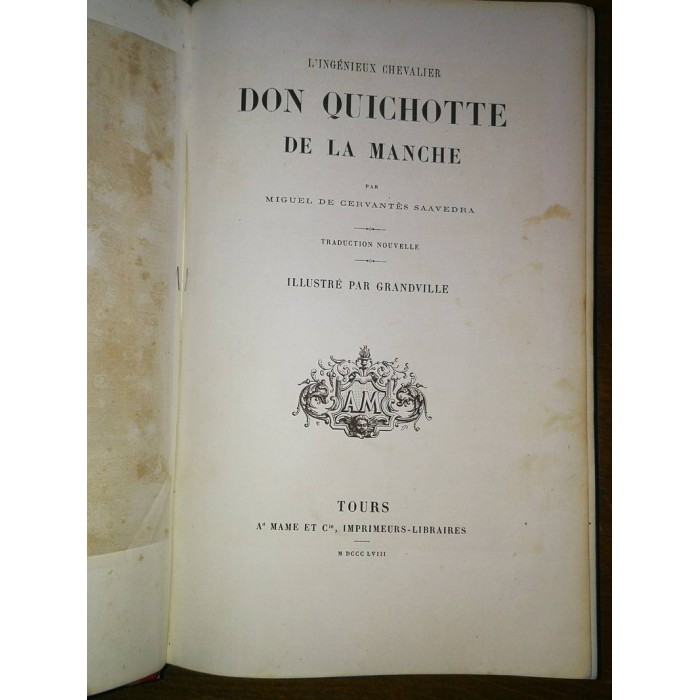 L'INGÉNIEUX CHEVALIER
DON QUICHOTTE
DE LA MANCHE
PAR
MIGUEL DE CERVANTÈS SAAVEDRA
TRADUCTION NOUVELLE
ILLUSTRÉ PAR GRANDVILLE
AM
TOURS
Ad MAME ET Cie, IMPRIMEURS-LIBRAIRES
M DCCC LVIII